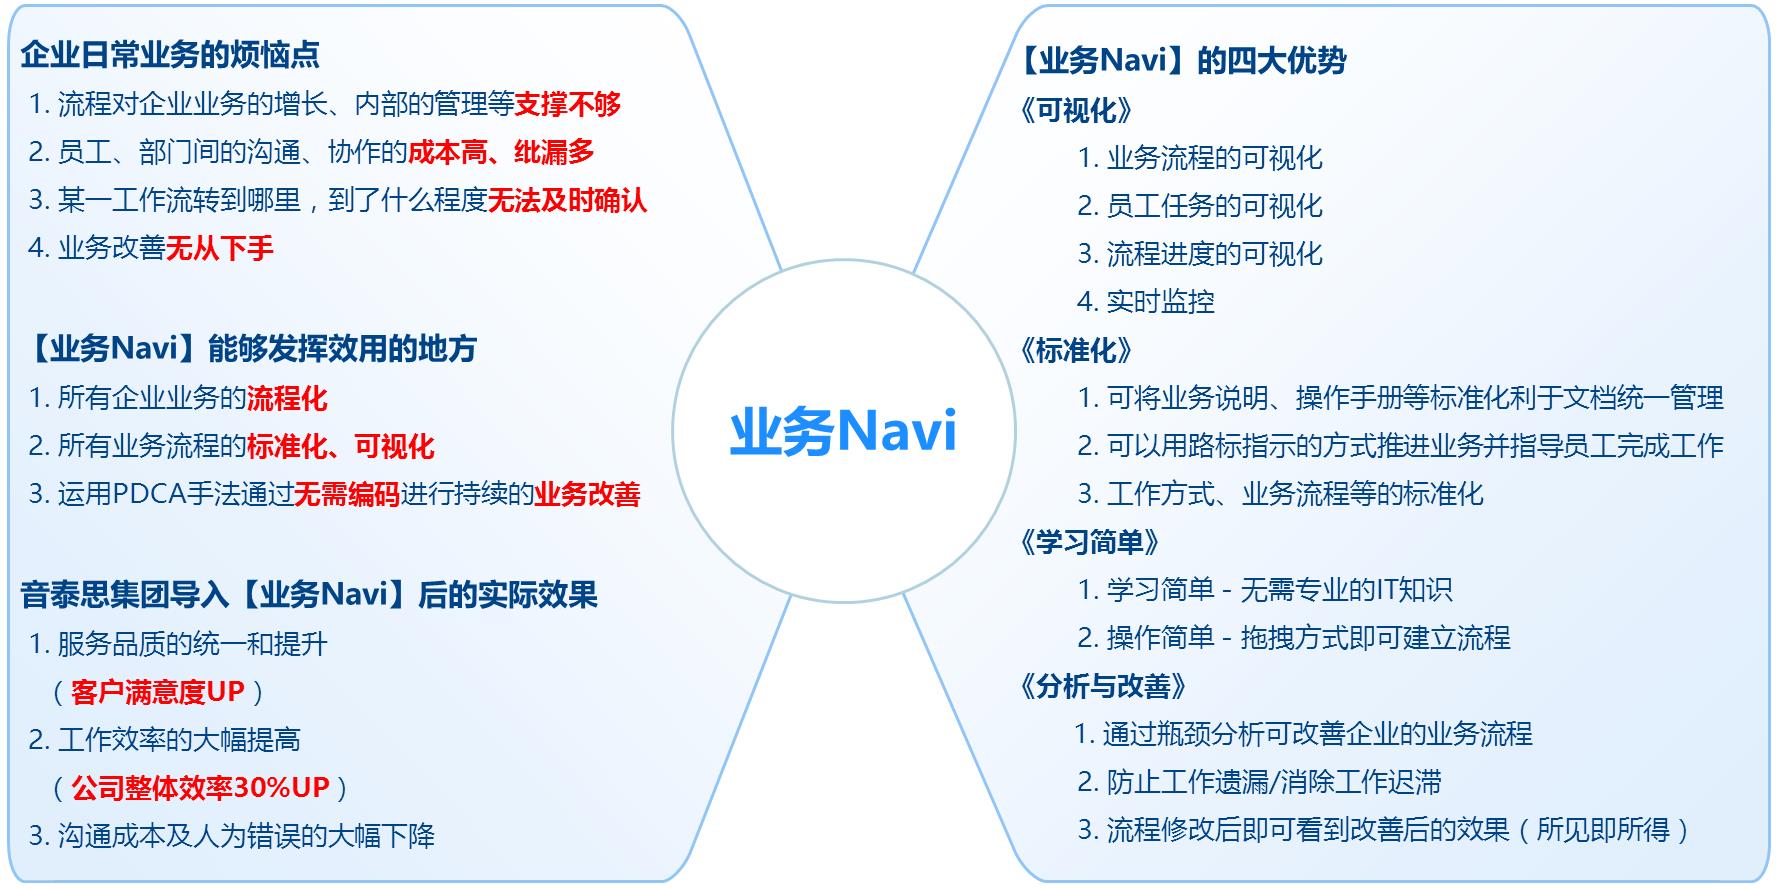 企业日常业务的烦恼点
1. 流程对企业业务的增长、内部的管理等支撑不够
2. 员工、部门间的沟通、协作的成本高、纰漏多
3. 某一工作流转到哪里，到了什么程度无法及时确认
4. 业务改善无从下手
【业务Navi】能够发挥效用的地方
1. 所有企业业务的流程化
2. 所有业务流程的标准化、可视化
3. 运用PDCA手法通过无需编码进行持续的业务改善
音泰思集团导入【业务Navi】后的实际效果
1. 服务品质的统一和提升
（客户满意度UP）
2. 工作效率的大幅提高
（公司整体效率30%UP）
3. 沟通成本及人为错误的大幅下降
业务Navi
【业务Navi】的四大优势
《可视化》
1. 业务流程的可视化
2. 员工任务的可视化
3. 流程进度的可视化
4. 实时监控
《标准化》
1. 可将业务说明、操作手册等标准化利于文档统一管理
2. 可以用路标指示的方式推进业务并指导员工完成工作
3. 工作方式、业务流程等的标准化
《学习简单》
1. 学习简单 - 无需专业的IT知识
2. 操作简单 - 拖拽方式即可建立流程
《分析与改善》
1. 通过瓶颈分析可改善企业的业务流程
2. 防止工作遗漏/消除工作迟滞
3. 流程修改后即可看到改善后的效果（所见即所得）